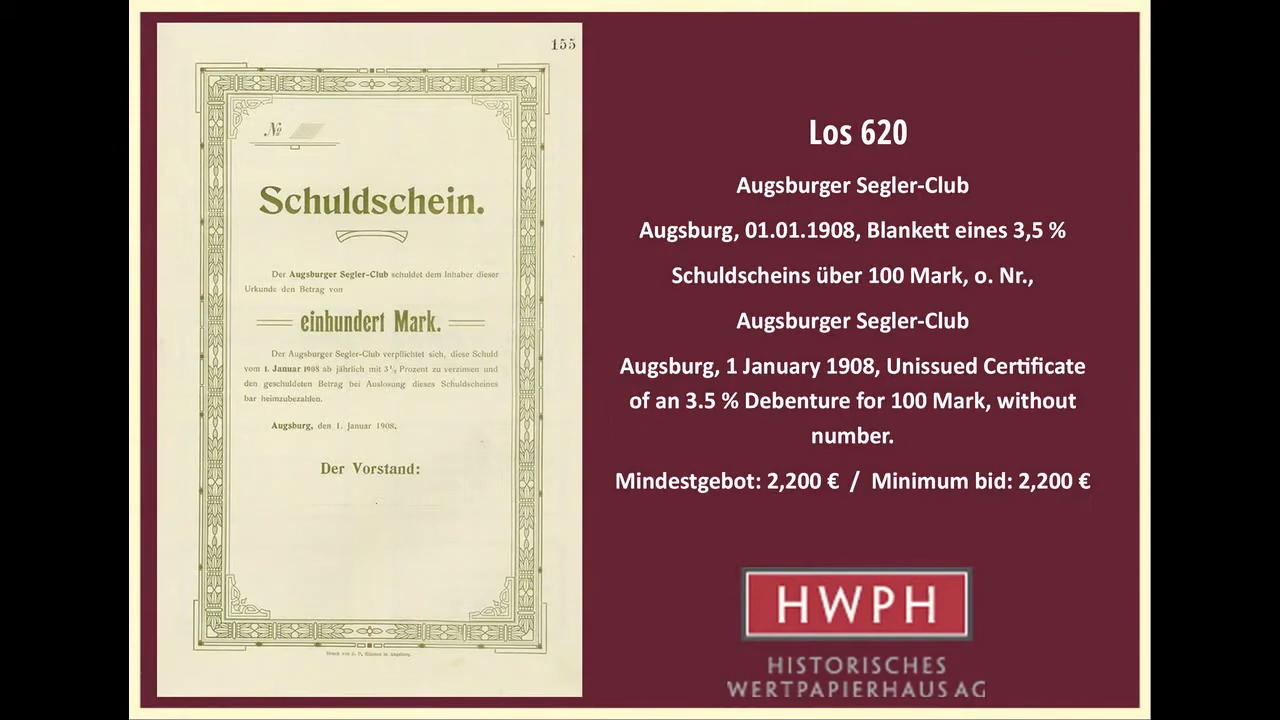 155
№
Schuldschein.
Der Augsburger Segler-Club schuldet dem Inhaber dieser
Urkunde den Betrag von
einhundert Mark.
Der Augsburger Segler-Club verpflichtet sich, diese Schuld
vom 1. Januar 1908 ab jährlich mit 3½ Prozent zu verzinsen und
den geschuldeten Betrag bei Auslosung dieses Schuldscheines
bar heimzubezahlen.
Augsburg, den 1. Januar 1908.
Der Vorstand:
Druck von J. P. in Augsburg.
Los 620
Augsburger Segler-Club
Augsburg, 01.01.1908, Blankett eines 3,5 %
Schuldscheins über 100 Mark, o. Nr.,
Augsburger Segler-Club
Augsburg, 1 January 1908, Unissued Certificate
of an 3.5 % Debenture for 100 Mark, without
number.
Mindestgebot: 2,200 € / Minimum bid: 2,200 €
HWPH
HISTORISCHES
WERTPAPIERHAUS AG